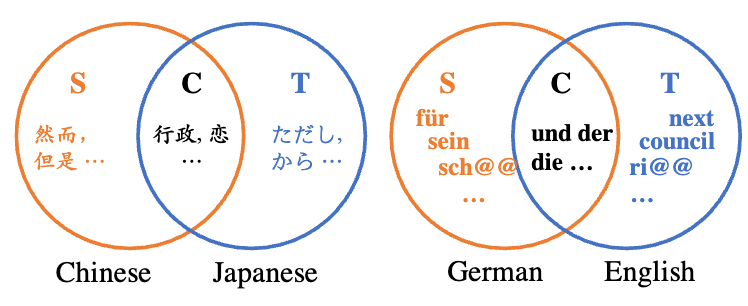 S C T
然而, 行政, 恋 ただし,
但是 … … から …
Chinese Japanese
S C T
für und der next
sein die … council
sch@@ ri@@
… …
German English